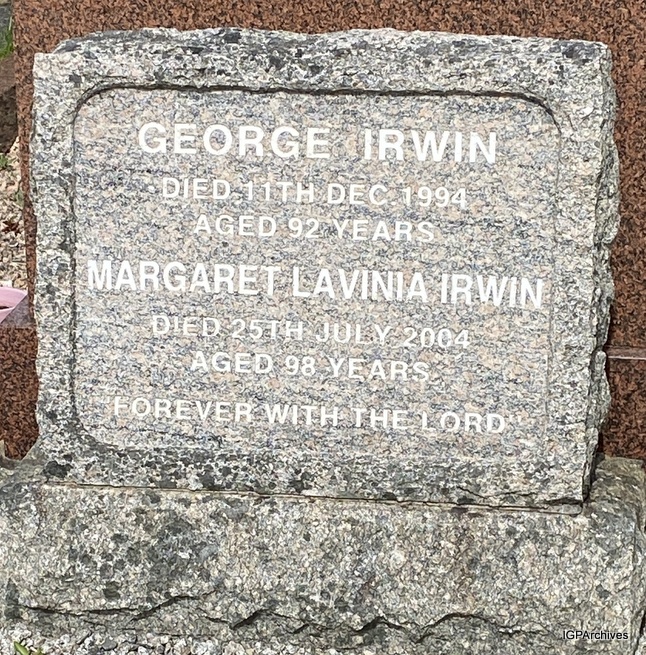 GEORGE IRWIN
DIED 11TH DEC 1994
AGED 92 YEARS
MARGARET LAVINIA IRWIN
DIED 25TH JULY 2004
AGED 98 YEARS
"FOREVER WITH THE LORD"
IGPArchives